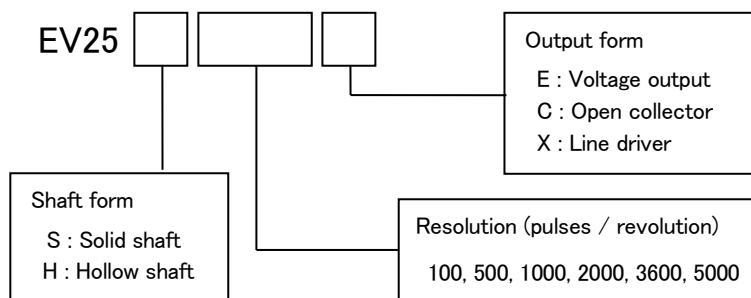 EV25
Output form
E : Voltage output
C : Open collector
X : Line driver
Shaft form
S : Solid shaft
H : Hollow shaft
Resolution (pulses / revolution)
100, 500, 1000, 2000, 3600, 5000